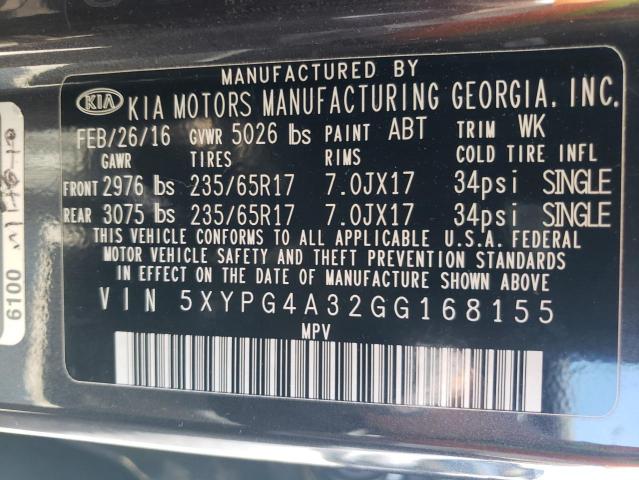 MANUFACTURED BY
KIA KIA MOTORS MANUFACTURING GEORGIA, INC.
FEB/26/16 GVWR 5026 lbs PAINT ABT TRIM WK
GAWR TIRES RIMS COLD TIRE INFL
FRONT 2976 lbs 235/65R17 7.0JX17 34psi SINGLE
REAR 3075 lbs 235/65R17 7.0JX17 34psi SINGLE
THIS VEHICLE CONFORMS TO ALL APPLICABLE U.S.A. FEDERAL
MOTOR VEHICLE SAFETY AND THEFT PREVENTION STANDARDS
IN EFFECT ON THE DATE OF MANUFACTURE SHOWN ABOVE.
VIN 5XYPG4A32GG168155
MPV
6100